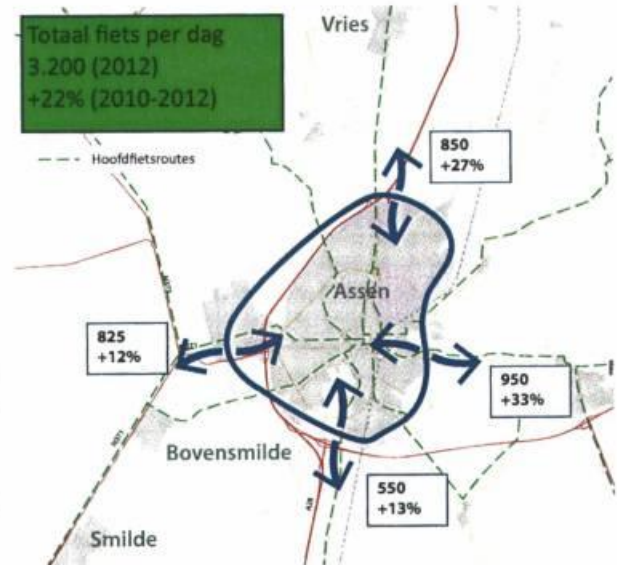 Totaal fiets per dag
3.200 (2012)
+22% (2010-2012)
Vries
Hoofdfietsroutes
850
+27%
Assen
825
+12%
950
+33%
Bovensmilde
550
+13%
Smilde